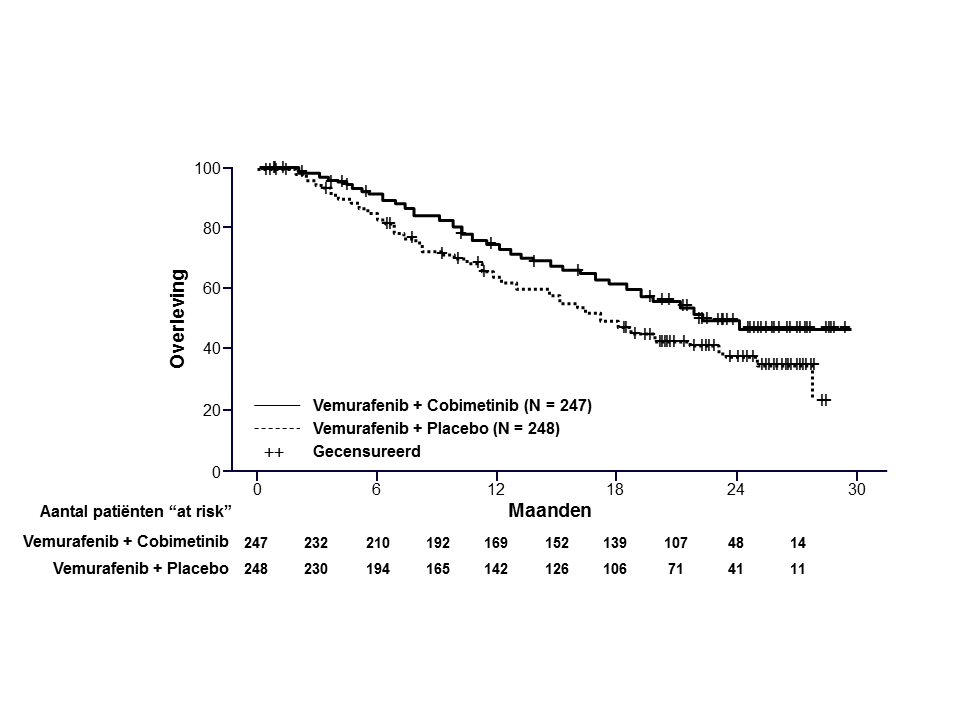 100
80
60
40
20
0
Overleving
Vemurafenib + Cobimetinib (N = 247)
Vemurafenib + Placebo (N = 248)
++ Gecensureerd
0 6 12 18 24 30
Maanden
Aantal patiënten “at risk”
Vemurafenib + Cobimetinib 247 232 210 192 169 152 139 107 48 14
Vemurafenib + Placebo 248 230 194 165 142 126 106 71 41 11